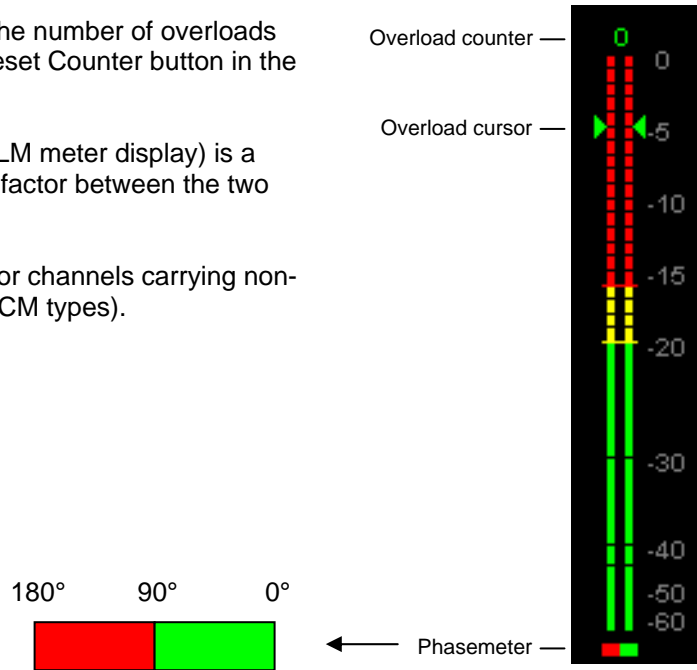 he number of overloads
eset Counter button in the
LM meter display) is a
factor between the two
or channels carrying non-
CM types).
Overload counter
Overload cursor
0
0
-5
-10
-15
-20
-30
-40
-50
-60
180° 90° 0°
Phasemeter